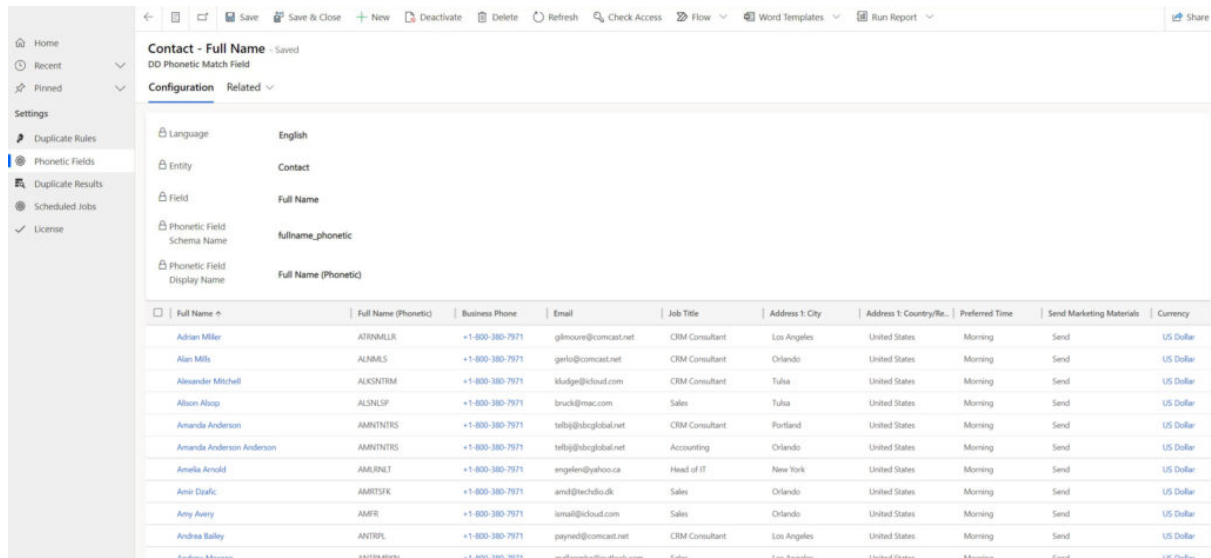 Save Save & Close New Deactivate Delete Refresh Check Access Flow Word Templates Run Report Share
Home
Recent
Pinned
Settings
Duplicate Rules
Phonetic Fields
Duplicate Results
Scheduled Jobs
License
Contact - Full Name - Saved
DD Phonetic Match Field
Configuration Related
Language English
Entity Contact
Field Full Name
Phonetic Field
Schema Name
fullname_phonetic
Phonetic Field
Display Name
Full Name (Phonetic)
Full Name Full Name (Phonetic) Business Phone Email Job Title Address 1: City Address 1: Country/Re... Preferred Time Send Marketing Materials Currency
Adrian Miller ATRNMLLR +1-800-380-7971 gilmoure@comcast.net CRM Consultant Los Angeles United States Morning Send US Dollar
Alan Mills ALNMLS +1-800-380-7971 gerlo@comcast.net CRM Consultant Orlando United States Morning Send US Dollar
Alexander Mitchell ALKSNTRM +1-800-380-7971 kludge@icloud.com CRM Consultant Tulsa United States Morning Send US Dollar
Alison Alsop ALSNLSP +1-800-380-7971 bruck@mac.com Sales Tulsa United States Morning Send US Dollar
Amanda Anderson AMNTNTRS +1-800-380-7971 telbij@sbcglobal.net CRM Consultant Portland United States Morning Send US Dollar
Amanda Anderson Anderson AMNTNTRS +1-800-380-7971 telbij@sbcglobal.net Accounting Orlando United States Morning Send US Dollar
Amelia Arnold AMLRNLT +1-800-380-7971 engelen@yahoo.ca Head of IT New York United States Morning Send US Dollar
Amir Dzafic AMRTSFK +1-800-380-7971 amd@techdio.dk Sales Orlando United States Morning Send US Dollar
Amy Avery AMFR +1-800-380-7971 ismail@icloud.com Sales Orlando United States Morning Send US Dollar
Andrea Bailey ANTRPL +1-800-380-7971 payned@comcast.net CRM Consultant Los Angeles United States Morning Send US Dollar